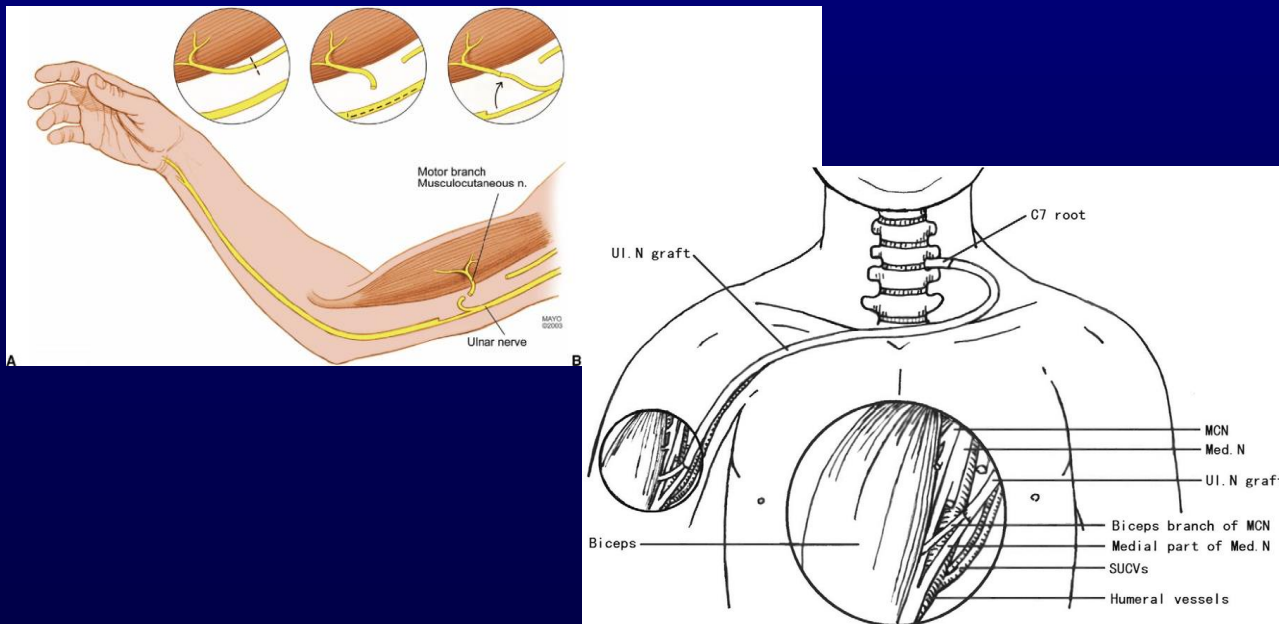 Motor branch
Musculocutaneous n.
MAYO
©2003
Ulnar nerve
A
B
C7 root
Ul.N graft
MCN
Med.N
Ul.N graft
Biceps branch of MCN
Biceps
Medial part of Med.N
SUCVs
Humeral vessels